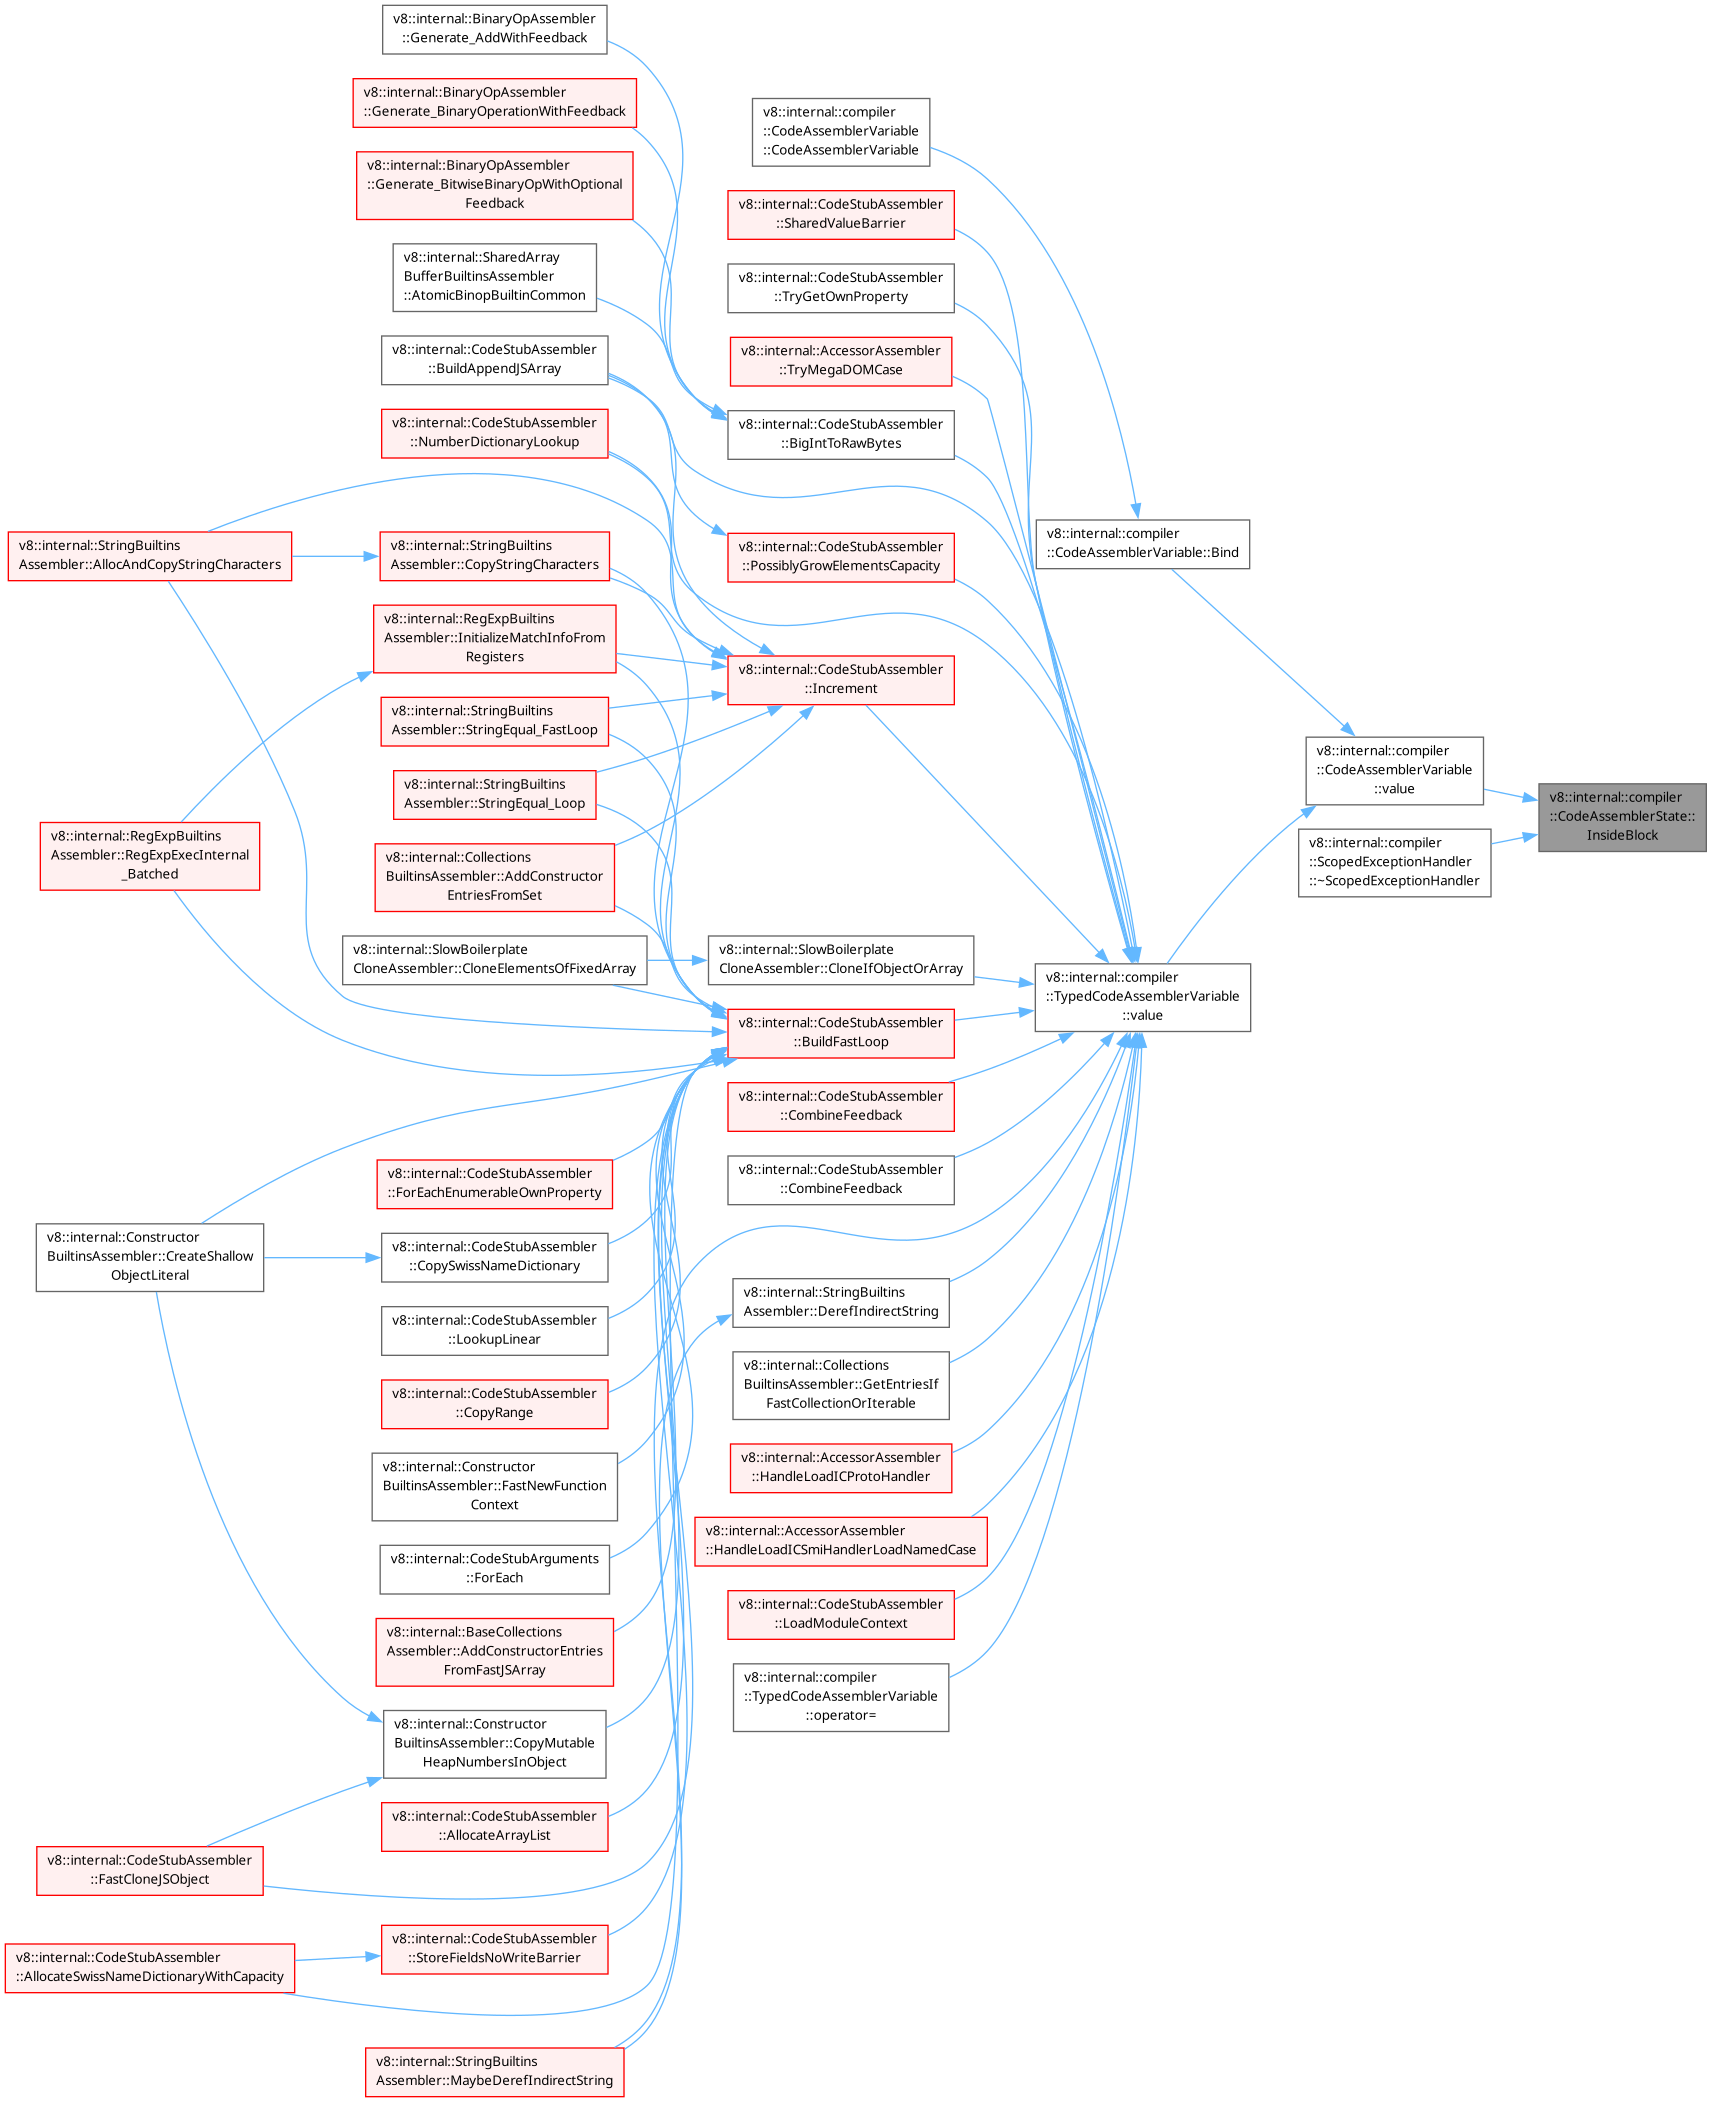 v8::internal::BinaryOpAssembler
::Generate_AddWithFeedback
v8::internal::BinaryOpAssembler
::Generate_BinaryOperationWithFeedback
v8::internal::BinaryOpAssembler
::Generate_BitwiseBinaryOpWithOptional
Feedback
v8::internal::SharedArray
BufferBuiltinsAssembler
::AtomicBinopBuiltinCommon
v8::internal::CodeStubAssembler
::BuildAppendJSArray
v8::internal::CodeStubAssembler
::NumberDictionaryLookup
v8::internal::StringBuiltins
Assembler::AllocAndCopyStringCharacters
v8::internal::StringBuiltins
Assembler::CopyStringCharacters
v8::internal::RegExpBuiltins
Assembler::InitializeMatchInfoFrom
Registers
v8::internal::StringBuiltins
Assembler::StringEqual_FastLoop
v8::internal::StringBuiltins
Assembler::StringEqual_Loop
v8::internal::RegExpBuiltins
Assembler::RegExpExecInternal
_Batched
v8::internal::Collections
BuiltinsAssembler::AddConstructor
EntriesFromSet
v8::internal::SlowBoilerplate
CloneAssembler::CloneElementsOfFixedArray
v8::internal::CodeStubAssembler
::ForEachEnumerableOwnProperty
v8::internal::Constructor
BuiltinsAssembler::CreateShallow
ObjectLiteral
v8::internal::CodeStubAssembler
::CopySwissNameDictionary
v8::internal::CodeStubAssembler
::LookupLinear
v8::internal::CodeStubAssembler
::CopyRange
v8::internal::Constructor
BuiltinsAssembler::FastNewFunction
Context
v8::internal::CodeStubArguments
::ForEach
v8::internal::BaseCollections
Assembler::AddConstructorEntries
FromFastJSArray
v8::internal::Constructor
BuiltinsAssembler::CopyMutable
HeapNumbersInObject
v8::internal::CodeStubAssembler
::AllocateArrayList
v8::internal::CodeStubAssembler
::FastCloneJSObject
v8::internal::CodeStubAssembler
::StoreFieldsNoWriteBarrier
v8::internal::CodeStubAssembler
::AllocateSwissNameDictionaryWithCapacity
v8::internal::StringBuiltins
Assembler::MaybeDerefIndirectString
v8::internal::compiler
::CodeAssemblerVariable
::CodeAssemblerVariable
v8::internal::CodeStubAssembler
::SharedValueBarrier
v8::internal::CodeStubAssembler
::TryGetOwnProperty
v8::internal::AccessorAssembler
::TryMegaDOMCase
v8::internal::CodeStubAssembler
::BigIntToRawBytes
v8::internal::CodeStubAssembler
::PossiblyGrowElementsCapacity
v8::internal::CodeStubAssembler
::Increment
v8::internal::SlowBoilerplate
CloneAssembler::CloneIfObjectOrArray
v8::internal::CodeStubAssembler
::BuildFastLoop
v8::internal::CodeStubAssembler
::CombineFeedback
v8::internal::CodeStubAssembler
::CombineFeedback
v8::internal::StringBuiltins
Assembler::DerefIndirectString
v8::internal::Collections
BuiltinsAssembler::GetEntriesIf
FastCollectionOrIterable
v8::internal::AccessorAssembler
::HandleLoadICProtoHandler
v8::internal::AccessorAssembler
::HandleLoadICSmiHandlerLoadNamedCase
v8::internal::CodeStubAssembler
::LoadModuleContext
v8::internal::compiler
::TypedCodeAssemblerVariable
::operator=
v8::internal::compiler
::CodeAssemblerVariable::Bind
v8::internal::compiler
::TypedCodeAssemblerVariable
::value
v8::internal::compiler
::CodeAssemblerVariable
::value
v8::internal::compiler
::ScopedExceptionHandler
::~ScopedExceptionHandler
v8::internal::compiler
::CodeAssemblerState::
InsideBlock